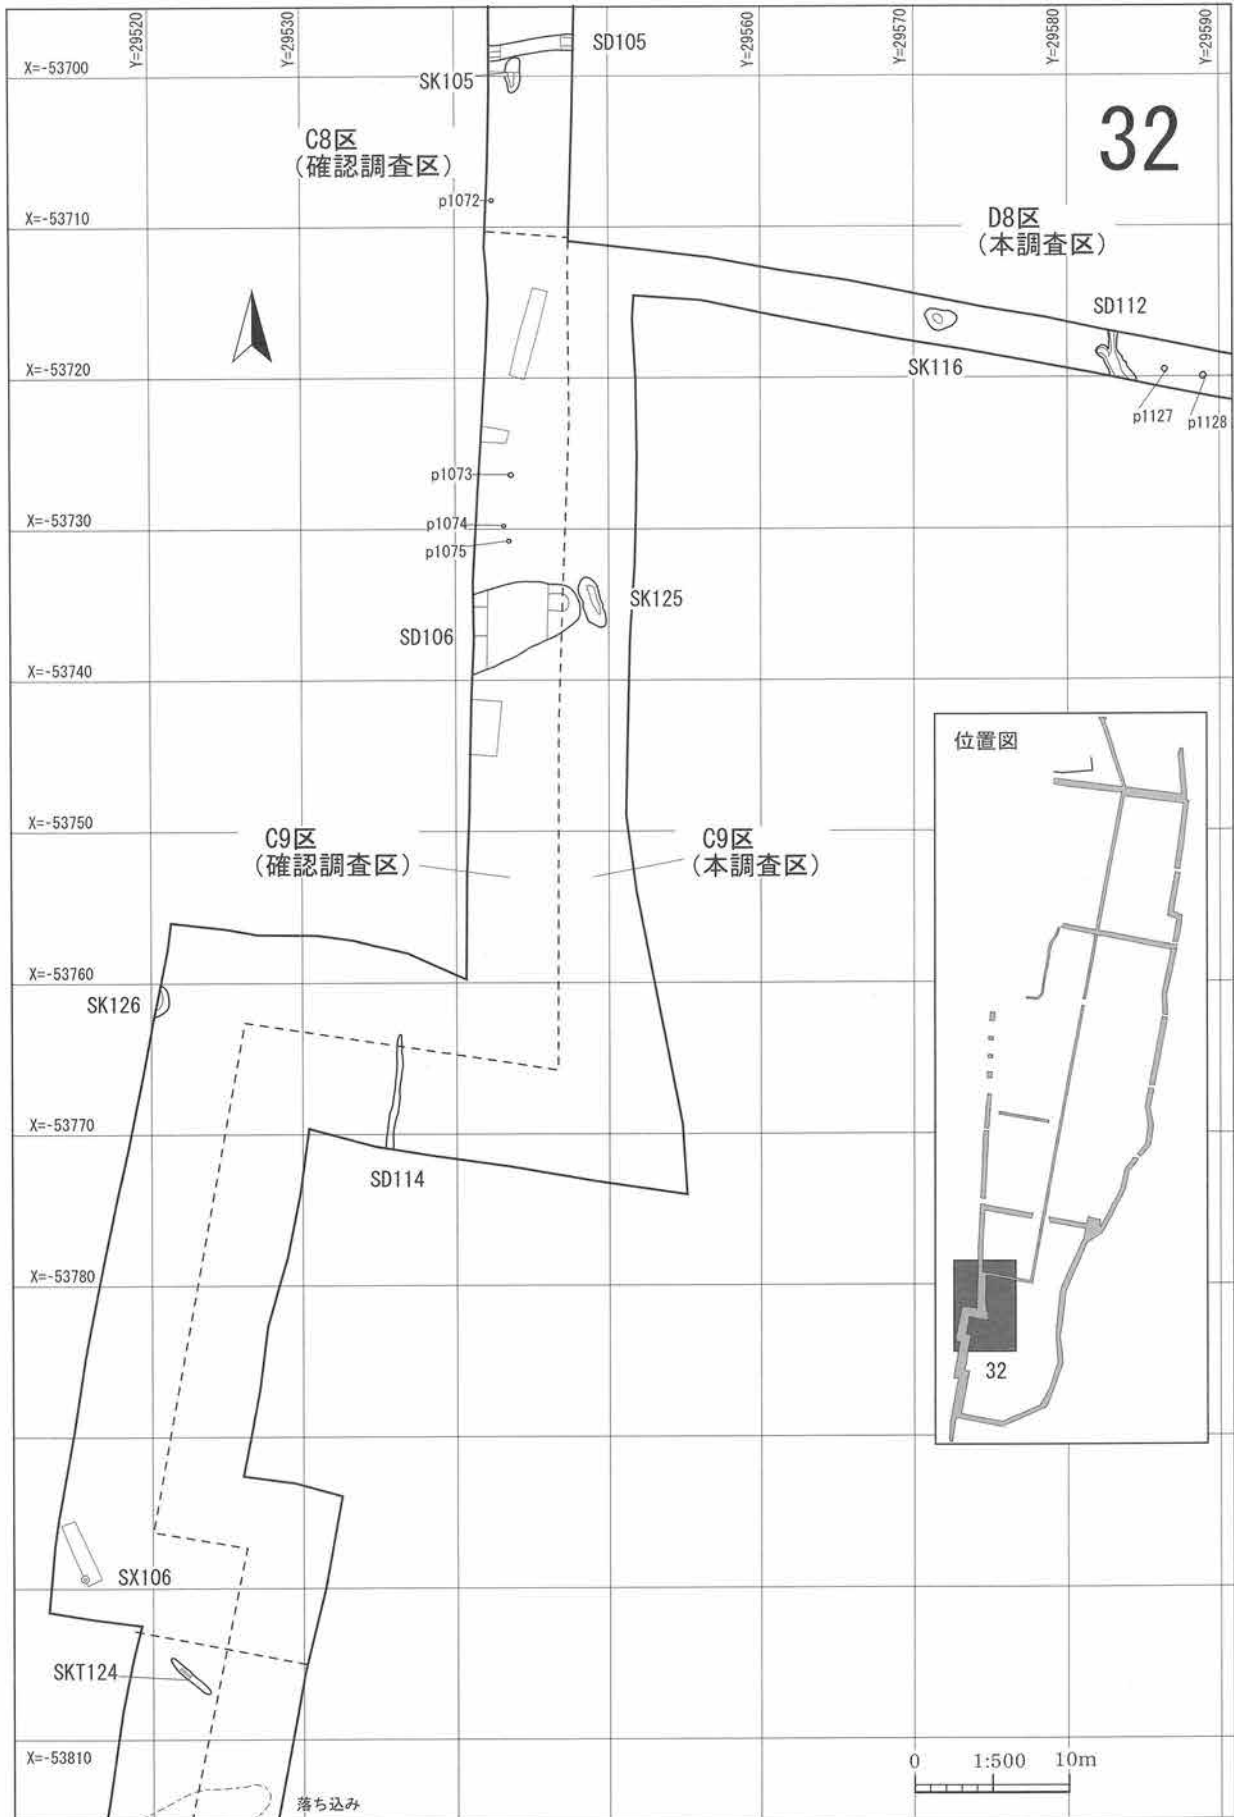 Y=29520
Y=29530
Y=29560
Y=29570
Y=29580
Y=29590
SD105
X=-53700
SK105
32
C8区
（確認調査区）
p1072
X=-53710
D8区
（本調査区）
SD112
X=-53720
SK116
p1127
p1128
p1073
X=-53730
p1074
p1075
SK125
SD106
X=-53740
位置図
X=-53750
C9区
（確認調査区）
C9区
（本調査区）
X=-53760
SK126
X=-53770
SD114
X=-53780
32
SX106
SKT124
X=-53810
0 1:500 10m
落ち込み